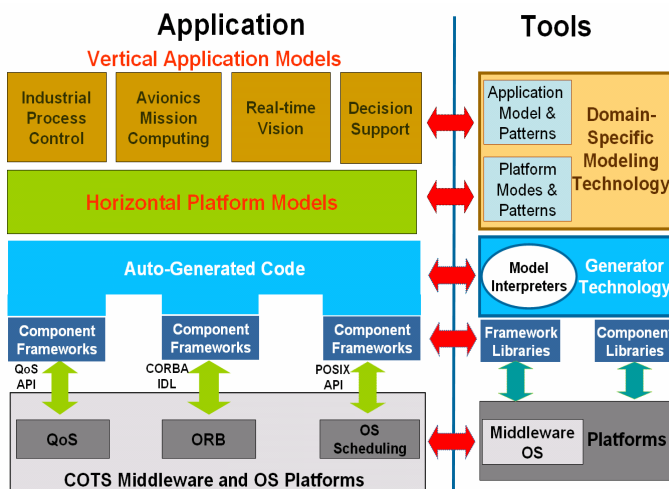 Application
Tools
Vertical Application Models
Industrial
Process
Control
Avionics
Mission
Computing
Real-time
Vision
Decision
Support
Application
Model &
Patterns
Platform
Modes &
Patterns
Domain-
Specific
Modeling
Technology
Horizontal Platform Models
Auto-Generated Code
Model
Interpreters
Generator
Technology
Component
Frameworks
Component
Frameworks
Component
Frameworks
Framework
Libraries
Component
Libraries
QoS
API
CORBA
IDL
POSIX
API
QoS
ORB
OS
Scheduling
Middleware
OS
Platforms
COTS Middleware and OS Platforms